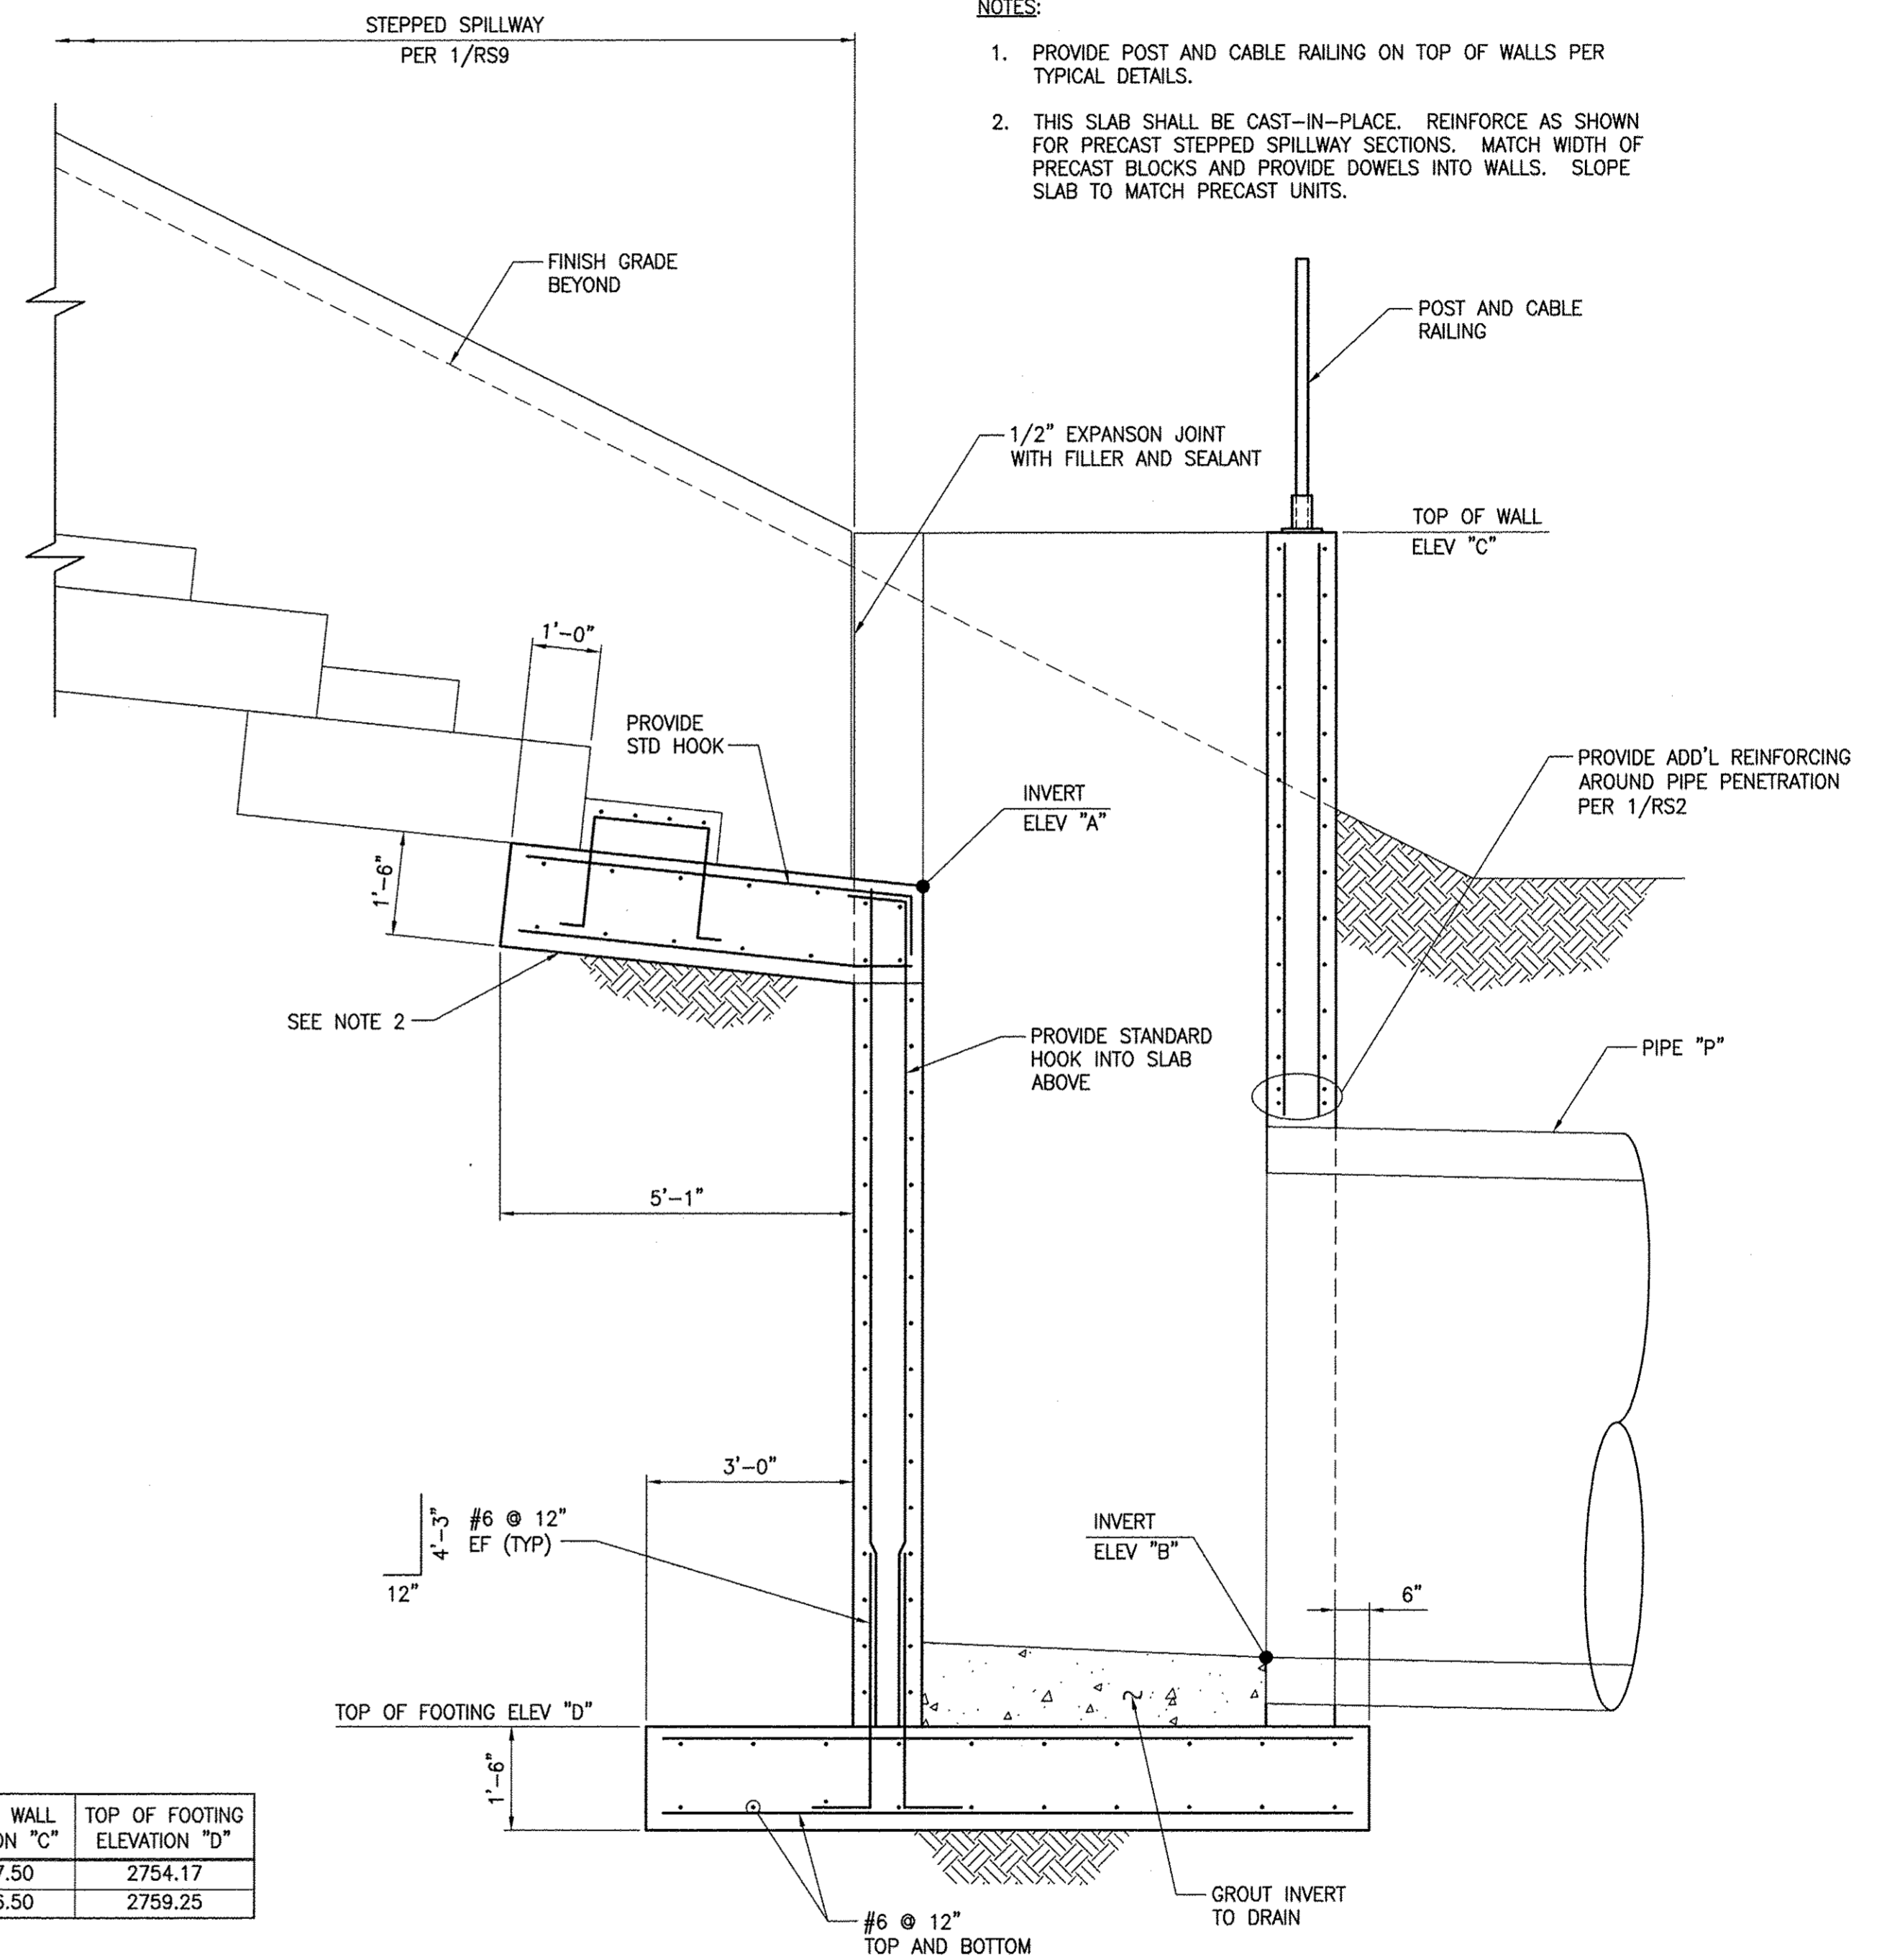 STEPPED SPILLWAY
PER 1/RS9
NOTES:
1. PROVIDE POST AND CABLE RAILING ON TOP OF WALLS PER
TYPICAL DETAILS.
2. THIS SLAB SHALL BE CAST-IN-PLACE. REINFORCE AS SHOWN
FOR PRECAST STEPPED SPILLWAY SECTIONS. MATCH WIDTH OF
PRECAST BLOCKS AND PROVIDE DOWELS INTO WALLS. SLOPE
SLAB TO MATCH PRECAST UNITS.
FINISH GRADE
BEYOND
POST AND CABLE
RAILING
1/2" EXPANSON JOINT
WITH FILLER AND SEALANT
TOP OF WALL
ELEV "C"
1'-0"
PROVIDE
STD HOOK
PROVIDE ADD'L REINFORCING
AROUND PIPE PENETRATION
PER 1/RS2
INVERT
ELEV "A"
1'-6"
SEE NOTE 2
PROVIDE STANDARD
HOOK INTO SLAB
ABOVE
PIPE "P"
5'-1"
3'-0"
4'-3"
12"
#6 @ 12"
EF (TYP)
INVERT
ELEV "B"
6"
TOP OF FOOTING ELEV "D"
1'-6"
WALL
"C"
TOP OF FOOTING
ELEVATION "D"
7.50
2754.17
.50
2759.25
GROUT INVERT
TO DRAIN
#6 @ 12"
TOP AND BOTTOM